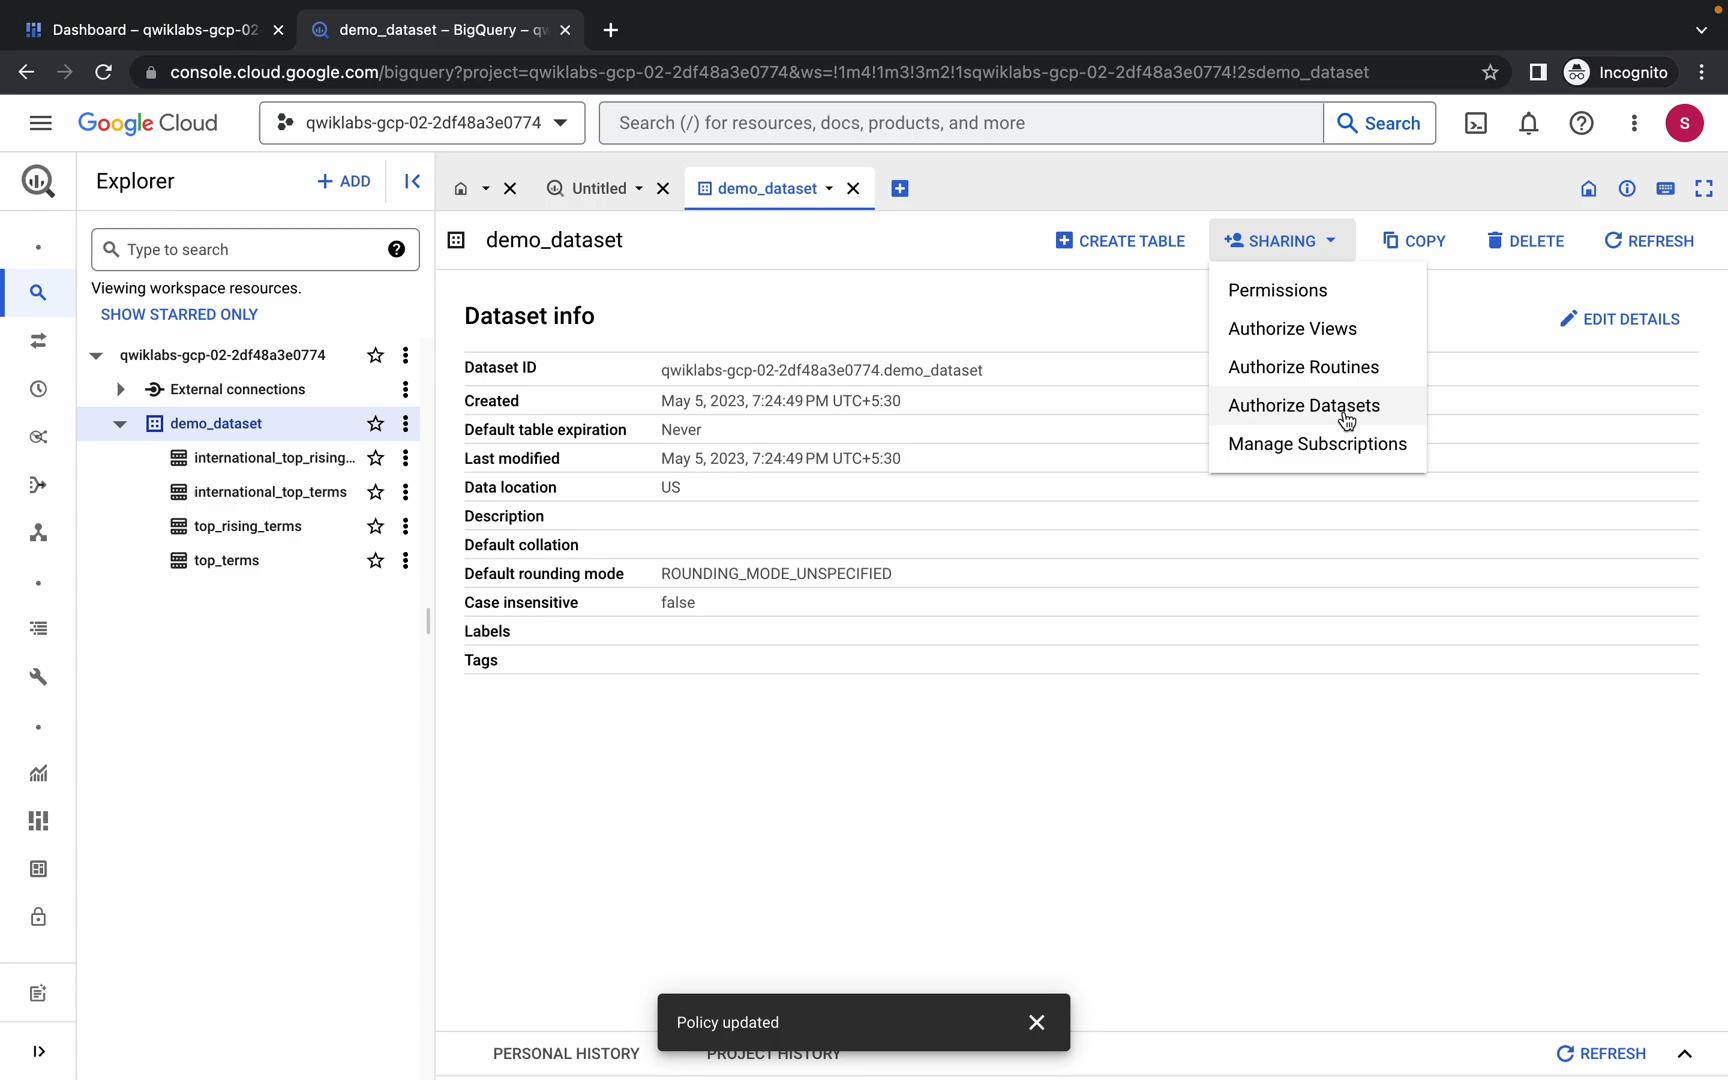 Dashboard – qwiklabs-gcp-02
demo_dataset – BigQuery – qw
console.cloud.google.com/bigquery?project=qwiklabs-gcp-02-2df48a3e0774&ws=!1m4!1m3!3m2!1sqwiklabs-gcp-02-2df48a3e0774!2sdemo_dataset
Incognito
Google Cloud
qwiklabs-gcp-02-2df48a3e0774
Search (/) for resources, docs, products, and more
Search
S
Explorer
+ ADD
Untitled
demo_dataset
Type to search
demo_dataset
CREATE TABLE
SHARING
COPY
DELETE
REFRESH
Viewing workspace resources.
SHOW STARRED ONLY
Permissions
Authorize Views
Authorize Routines
Authorize Datasets
Manage Subscriptions
Dataset info
EDIT DETAILS
qwiklabs-gcp-02-2df48a3e0774
External connections
demo_dataset
international_top_rising...
international_top_terms
top_rising_terms
top_terms
Dataset ID qwiklabs-gcp-02-2df48a3e0774.demo_dataset
Created May 5, 2023, 7:24:49 PM UTC+5:30
Default table expiration Never
Last modified May 5, 2023, 7:24:49 PM UTC+5:30
Data location US
Description
Default collation
Default rounding mode ROUNDING_MODE_UNSPECIFIED
Case insensitive false
Labels
Tags
Policy updated
PERSONAL HISTORY
PROJECT HISTORY
REFRESH